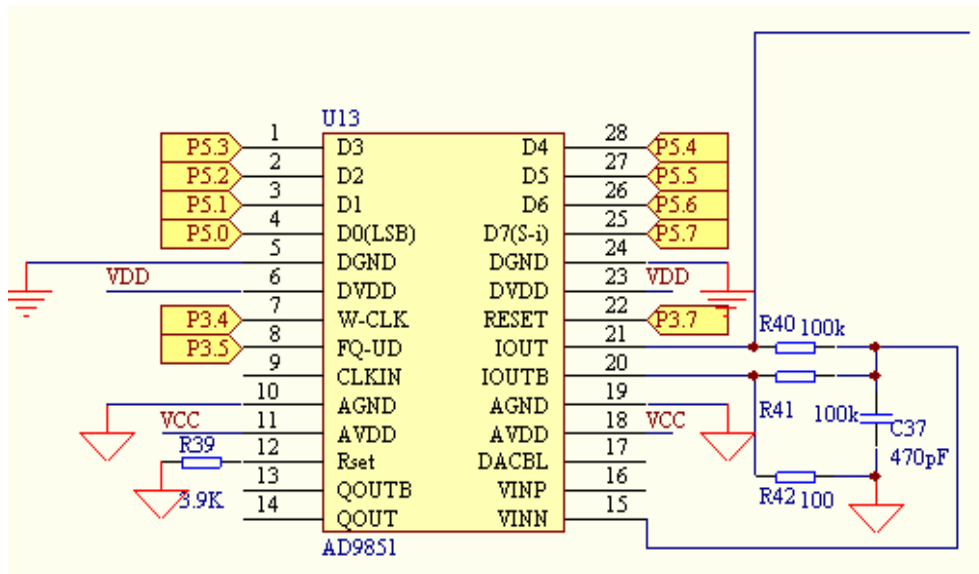 U13
1 28
P5.3 D3 D4 P5.4
2 27
P5.2 D2 D5 P5.5
3 26
P5.1 D1 D6 P5.6
4 25
P5.0 D0(LSB) D7(S-i) P5.7
5 24
DGND DGND
VDD 6 23 VDD
DVDD DVDD
7 22
P3.4 W-CLK RESET P3.7
8 21 R40 100k
P3.5 FQ-UD IOUT
9 20
CLKIN IOUTB
10 19
AGND AGND
VCC 11 18 VCC R41 100k C37
AVDD AVDD
R39 12 17 470pF
Rset DACBL
13 16
3.9K QOUTB VINP R42 100
14 15
QOUT VINN
AD9851